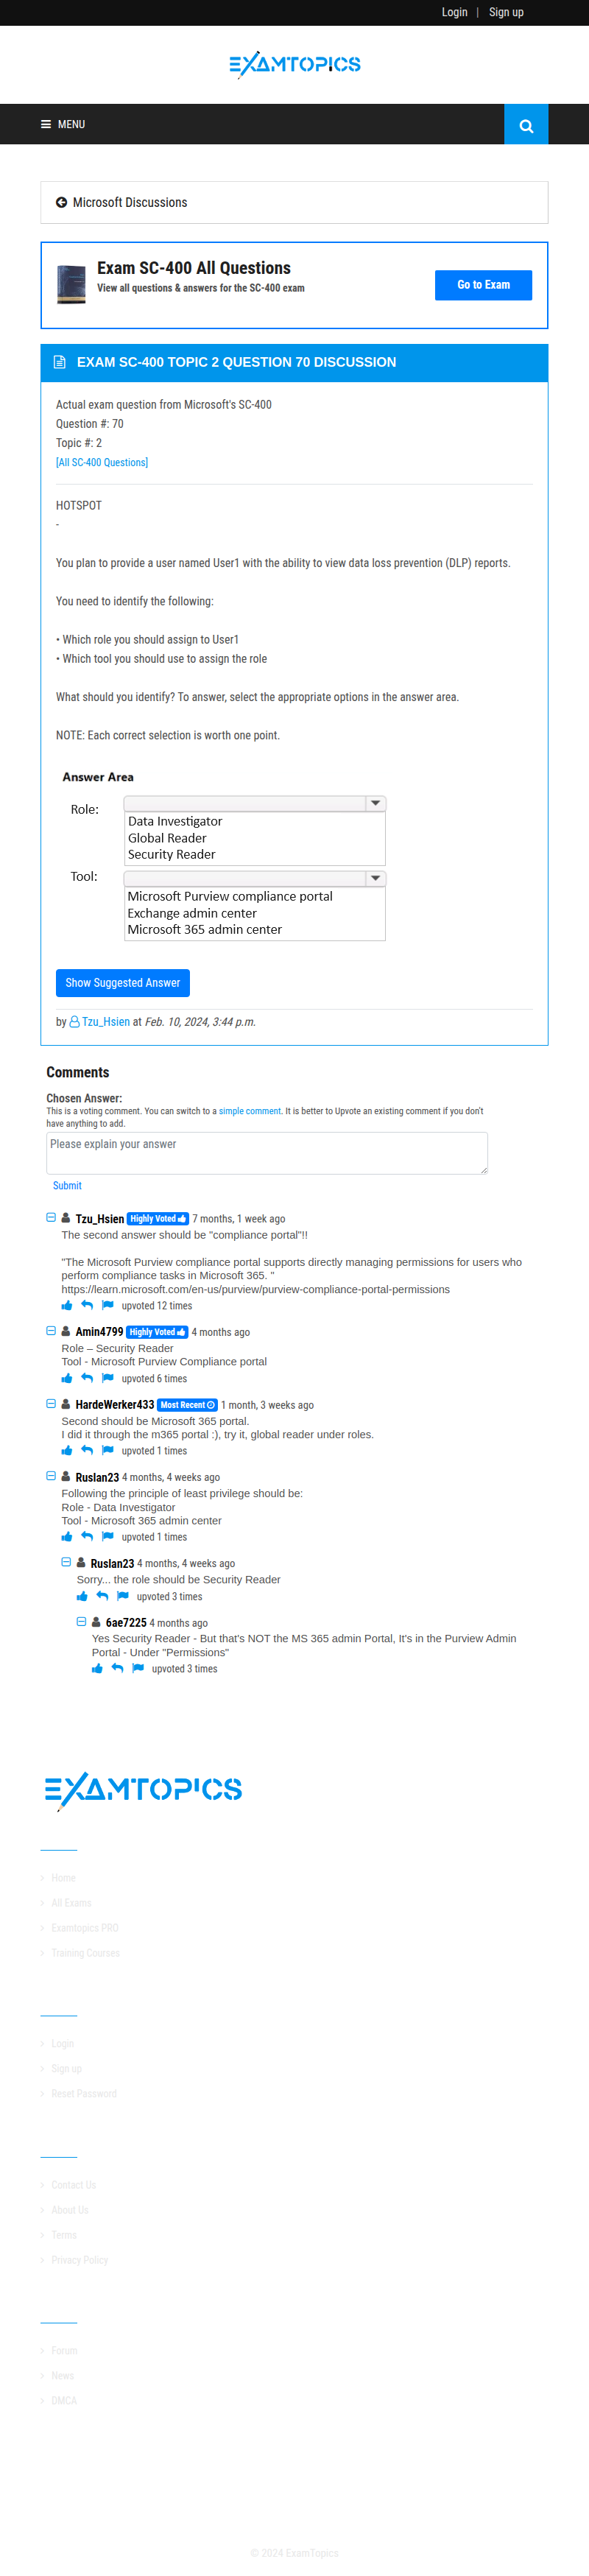 Login | Sign up
EXAMTOPICS
MENU
Microsoft Discussions
Exam SC-400 All Questions
View all questions & answers for the SC-400 exam
Go to Exam
EXAM SC-400 TOPIC 2 QUESTION 70 DISCUSSION
Actual exam question from Microsoft's SC-400
Question #: 70
Topic #: 2
[All SC-400 Questions]
HOTSPOT
-
You plan to provide a user named User1 with the ability to view data loss prevention (DLP) reports.
You need to identify the following:
• Which role you should assign to User1
• Which tool you should use to assign the role
What should you identify? To answer, select the appropriate options in the answer area.
NOTE: Each correct selection is worth one point.
Answer Area
Role:
Data Investigator
Global Reader
Security Reader
Tool:
Microsoft Purview compliance portal
Exchange admin center
Microsoft 365 admin center
Show Suggested Answer
by Tzu_Hsien at Feb. 10, 2024, 3:44 p.m.
Comments
Chosen Answer:
This is a voting comment. You can switch to a simple comment. It is better to Upvote an existing comment if you don't
have anything to add.
Please explain your answer
Submit
Tzu_Hsien Highly Voted 7 months, 1 week ago
The second answer should be "compliance portal"!!
"The Microsoft Purview compliance portal supports directly managing permissions for users who
perform compliance tasks in Microsoft 365. "
https://learn.microsoft.com/en-us/purview/purview-compliance-portal-permissions
upvoted 12 times
Amin4799 Highly Voted 4 months ago
Role – Security Reader
Tool - Microsoft Purview Compliance portal
upvoted 6 times
HardeWerker433 Most Recent 1 month, 3 weeks ago
Second should be Microsoft 365 portal.
I did it through the m365 portal :), try it, global reader under roles.
upvoted 1 times
Ruslan23 4 months, 4 weeks ago
Following the principle of least privilege should be:
Role - Data Investigator
Tool - Microsoft 365 admin center
upvoted 1 times
Ruslan23 4 months, 4 weeks ago
Sorry... the role should be Security Reader
upvoted 3 times
6ae7225 4 months ago
Yes Security Reader - But that's NOT the MS 365 admin Portal, It's in the Purview Admin
Portal - Under "Permissions"
upvoted 3 times
EXAMTOPICS
Home
All Exams
Examtopics PRO
Training Courses
Login
Sign up
Reset Password
Contact Us
About Us
Terms
Privacy Policy
Forum
News
DMCA
© 2024 ExamTopics